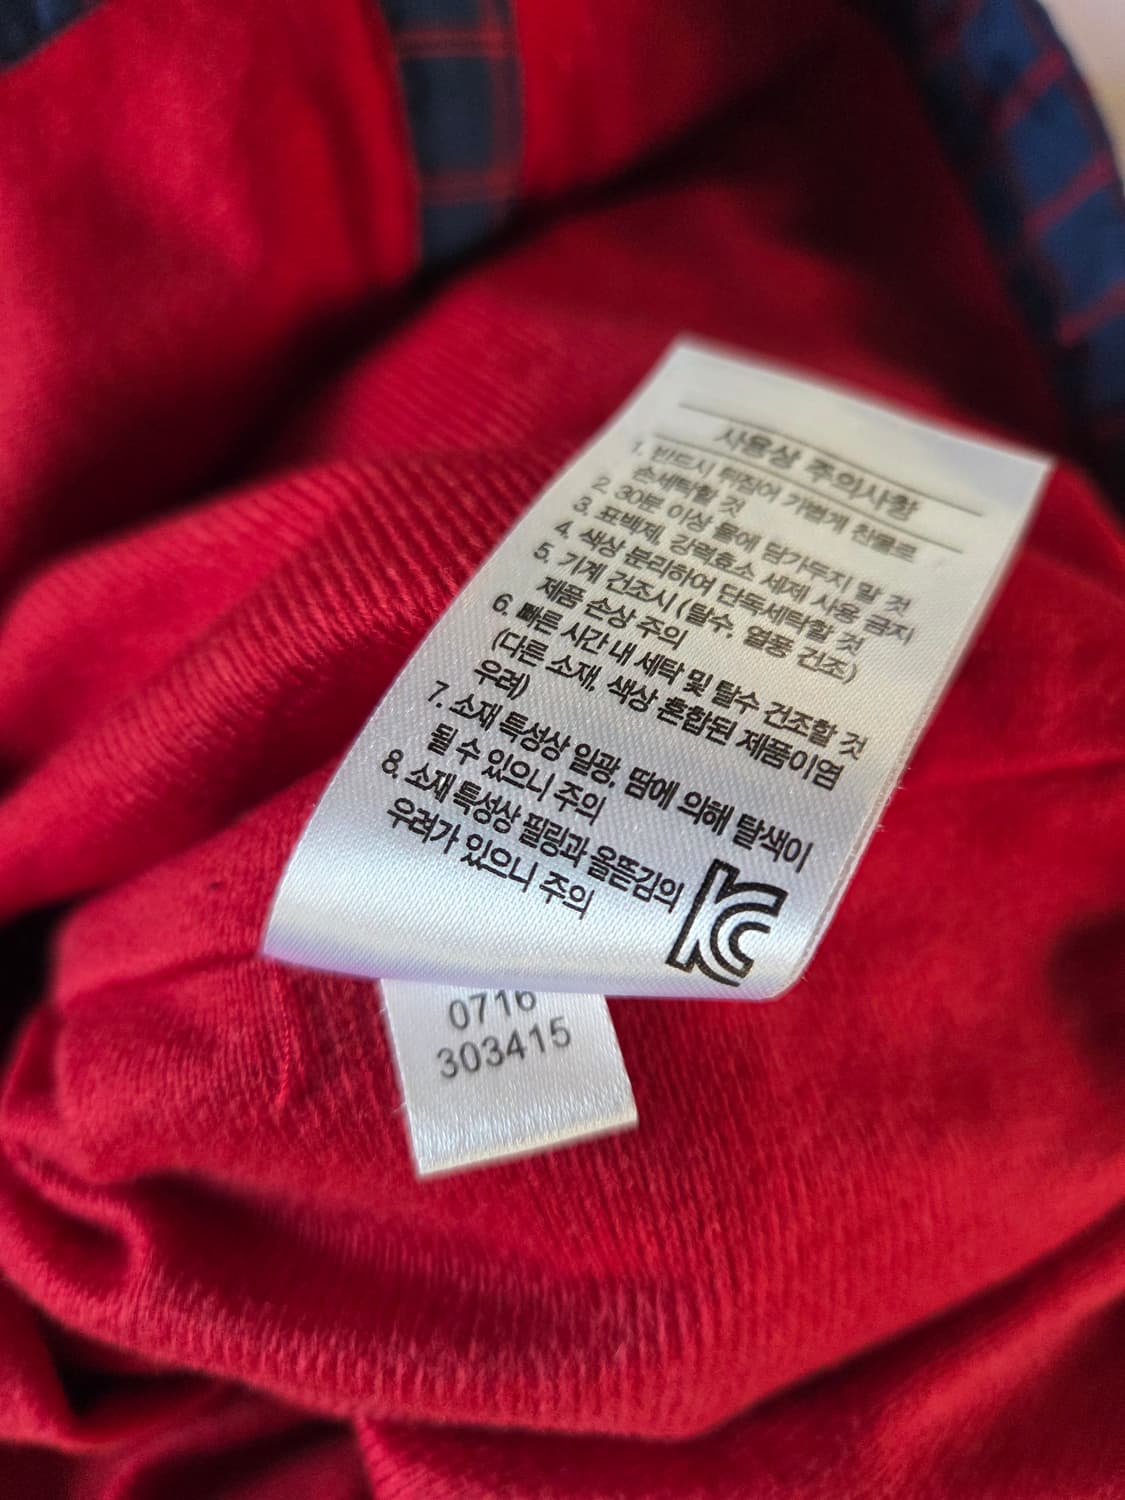 사용상 주의사항
1. 반드시 뒤집어 가볍게 찬물로
손세탁할 것
2. 30분 이상 물에 담가두지 말 것
3. 표백제, 강력효소 세제 사용 금지
4. 색상 분리하여 단독세탁할 것
5. 기계 건조시 (탈수, 열풍 건조)
제품 손상 주의
6. 빠른 시간 내 세탁 및 탈수 건조할 것
(다른 소재, 색상 혼합된 제품이염
우려)
7. 소재 특성상 일광, 땀에 의해 탈색이
될 수 있으니 주의
8. 소재 특성상 필링과 올뜯김의
우려가 있으니 주의
KC
0716
303415